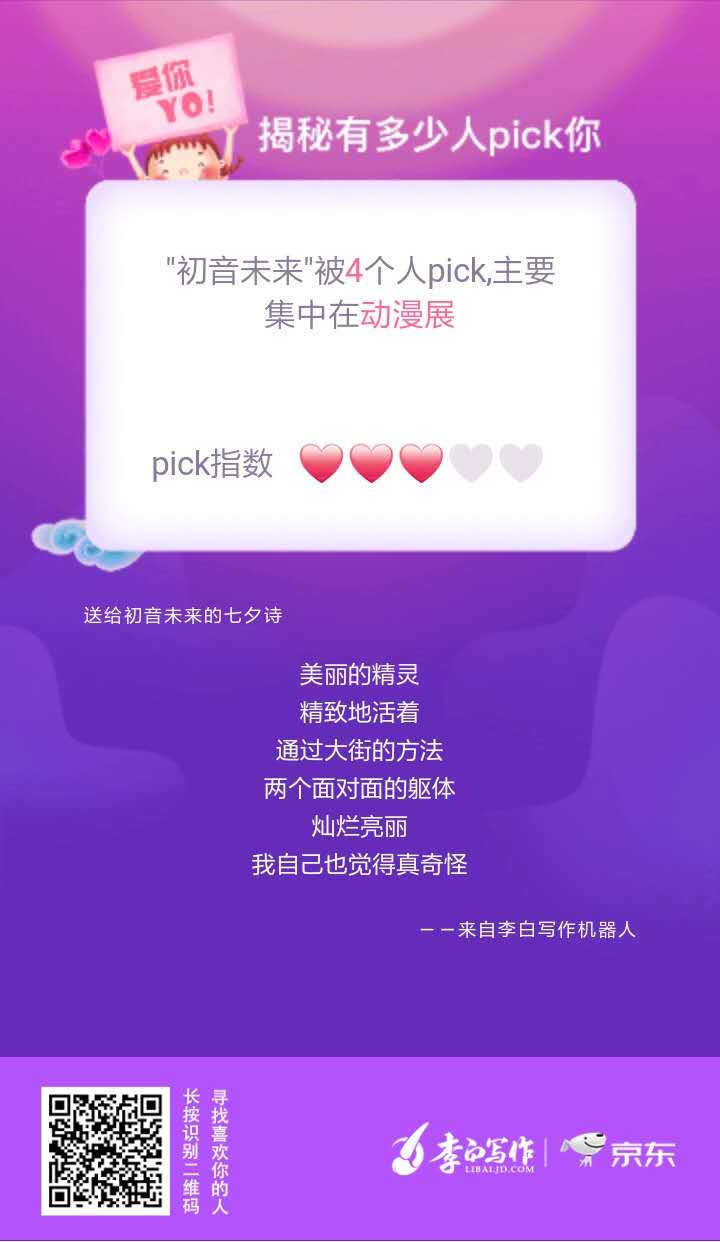 爱你
YO!
揭秘有多少人pick你
"初音未来"被4个人pick,主要
集中在动漫展
pick指数
送给初音未来的七夕诗
美丽的精灵
精致地活着
通过大街的方法
两个面对面的躯体
灿烂亮丽
我自己也觉得真奇怪
——来自李白写作机器人
长按识别二维码
寻找喜欢你的人
李白写作
LIBAI.JD.COM
京东